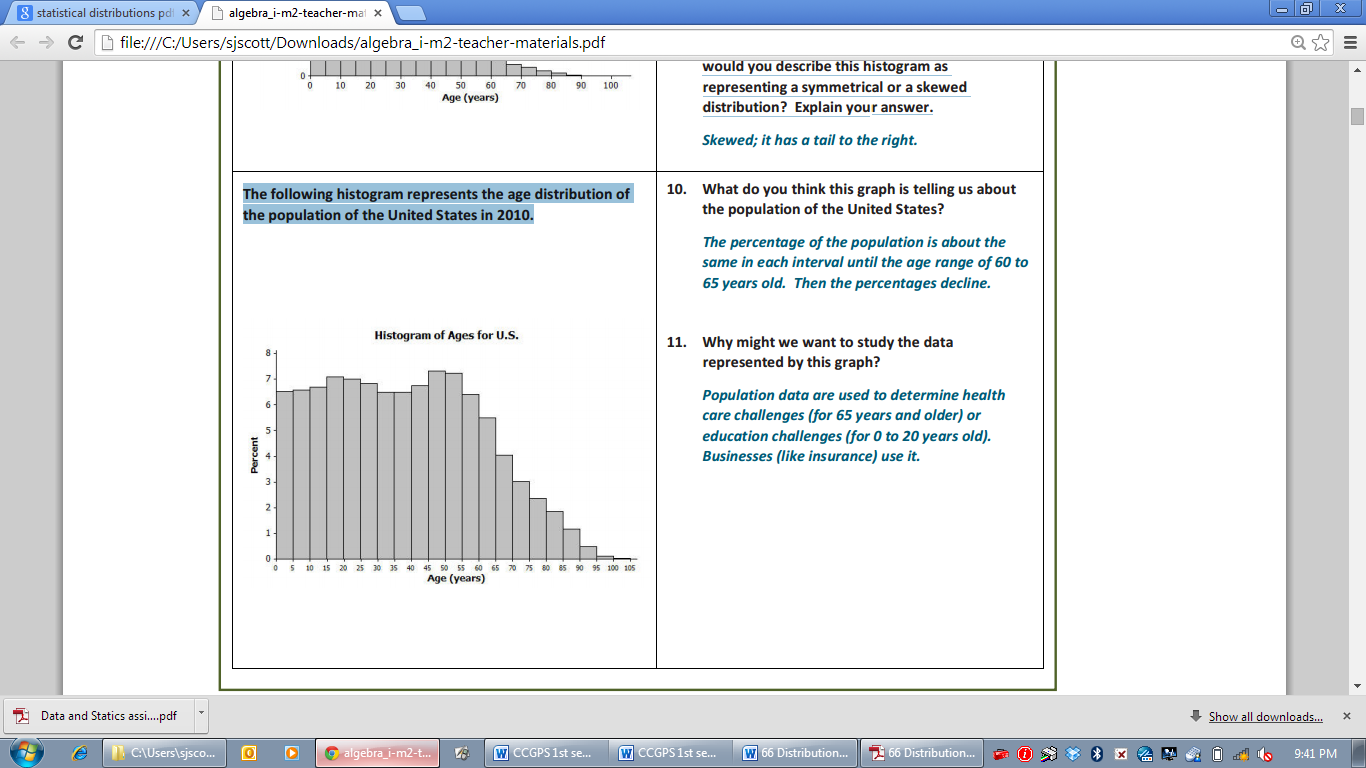 statistical distributions pdf
algebra_i-m2-teacher-mat
file:///C:/Users/sjscott/Downloads/algebra_i-m2-teacher-materials.pdf
0
0 10 20 30 40 50 60 70 80 90 100
Age (years)
would you describe this histogram as
representing a symmetrical or a skewed
distribution? Explain your answer.
Skewed; it has a tail to the right.
The following histogram represents the age distribution of
the population of the United States in 2010.
Histogram of Ages for U.S.
8
7
6
5
4
3
2
1
0
Percent
0 5 10 15 20 25 30 35 40 45 50 55 60 65 70 75 80 85 90 95 100 105
Age (years)
10. What do you think this graph is telling us about
the population of the United States?
The percentage of the population is about the
same in each interval until the age range of 60 to
65 years old. Then the percentages decline.
11. Why might we want to study the data
represented by this graph?
Population data are used to determine health
care challenges (for 65 years and older) or
education challenges (for 0 to 20 years old).
Businesses (like insurance) use it.
Data and Statics assi....pdf
Show all downloads...
C:\Users\sjsco...
algebra_i-m2-t...
CCGPS 1st se...
CCGPS 1st se...
66 Distribution...
66 Distribution...
9:41 PM